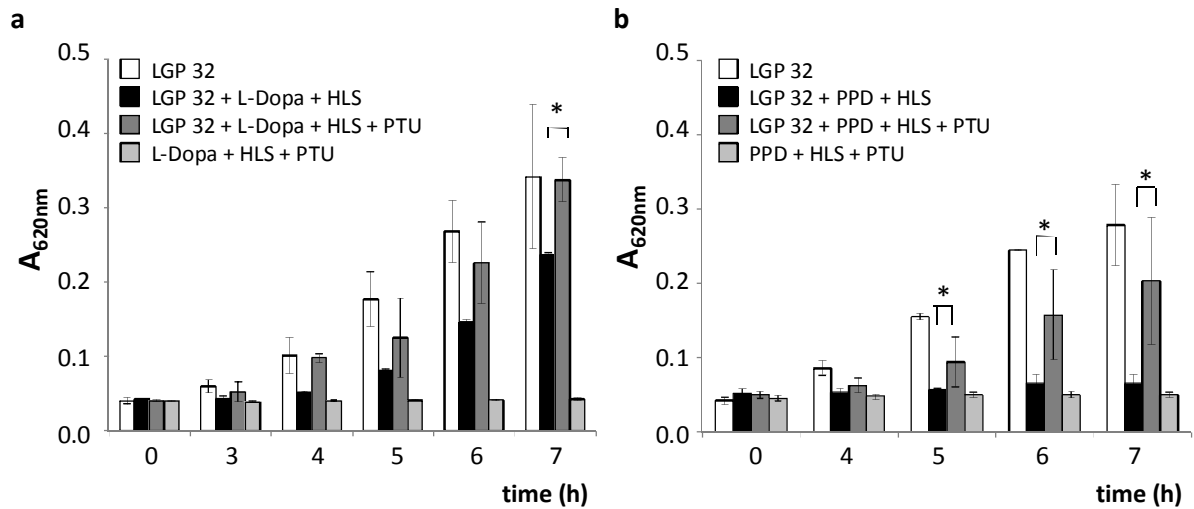 a
0.5
0.4
0.3
0.2
0.1
0.0
A620nm
LGP 32
LGP 32 + L-Dopa + HLS
LGP 32 + L-Dopa + HLS + PTU
L-Dopa + HLS + PTU
*
0 3 4 5 6 7
time (h)
b
0.5
0.4
0.3
0.2
0.1
0.0
A620nm
LGP 32
LGP 32 + PPD + HLS
LGP 32 + PPD + HLS + PTU
PPD + HLS + PTU
*
*
*
0 4 5 6 7
time (h)